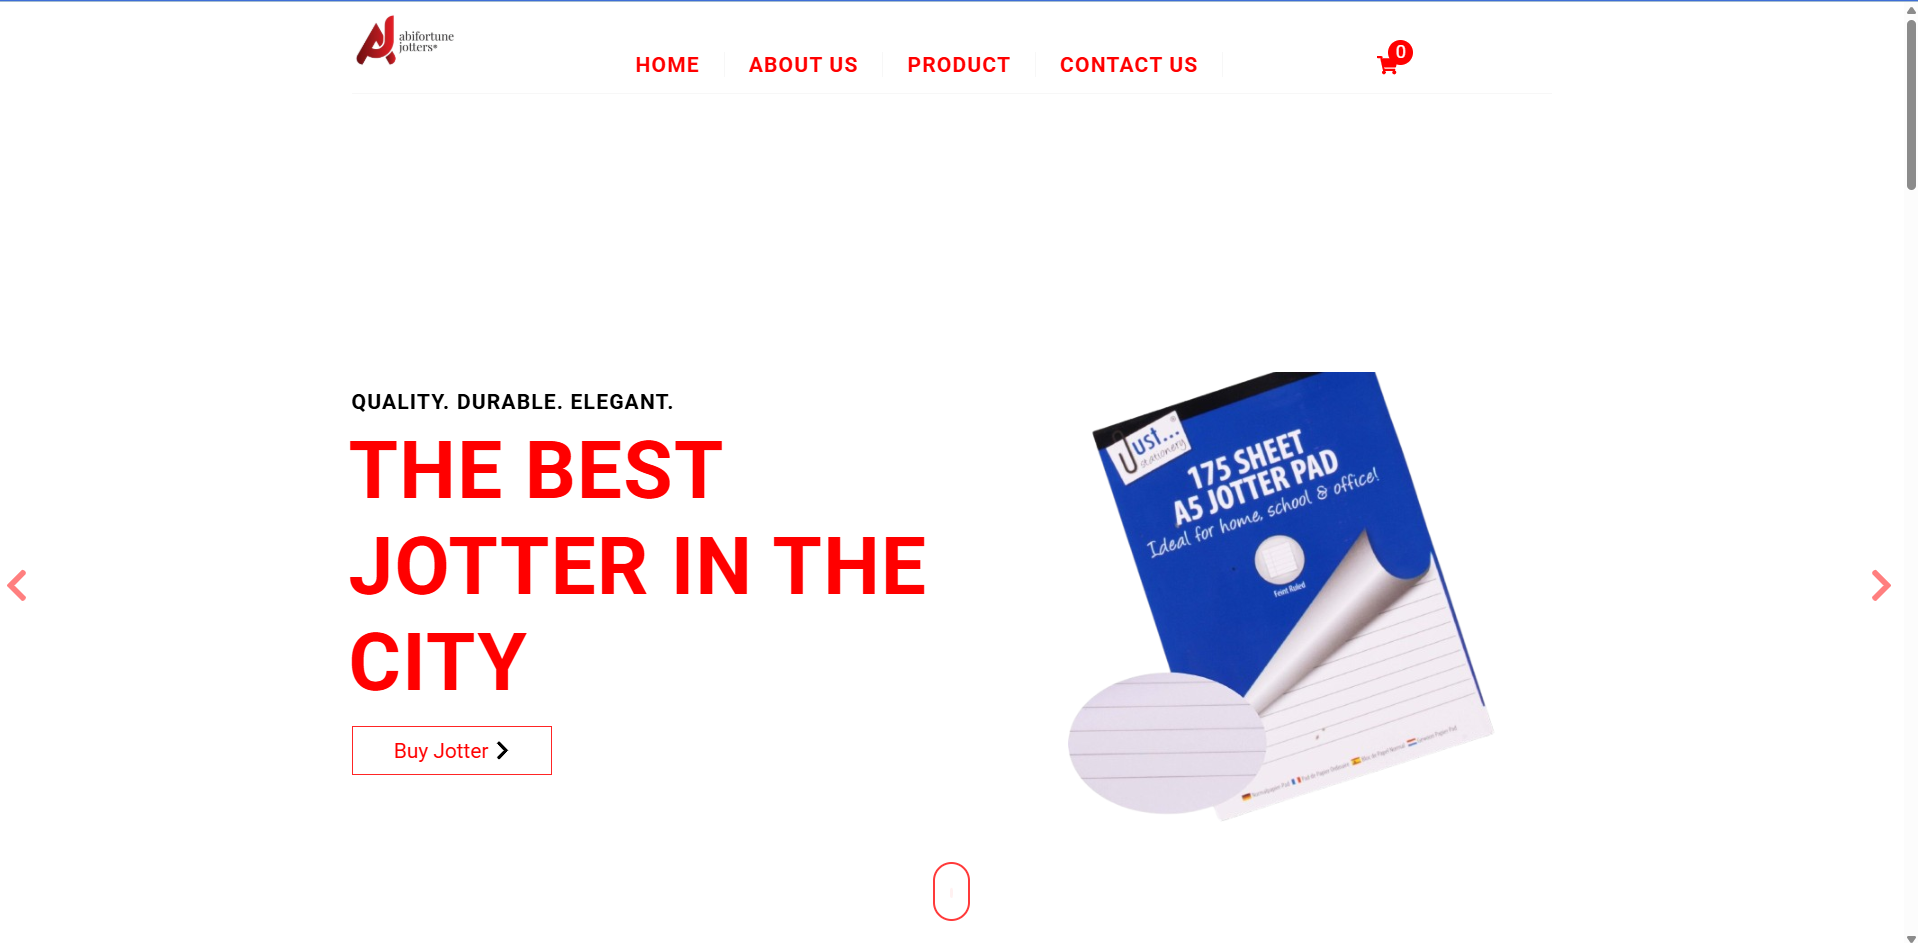 abifortune
jotters*
HOME
ABOUT US
PRODUCT
CONTACT US
0
QUALITY. DURABLE. ELEGANT.
THE BEST
JOTTER IN THE
CITY
Buy Jotter
Just...
stationery
175 SHEET
A5 JOTTER PAD
Ideal for home, school & office!
Feint Ruled